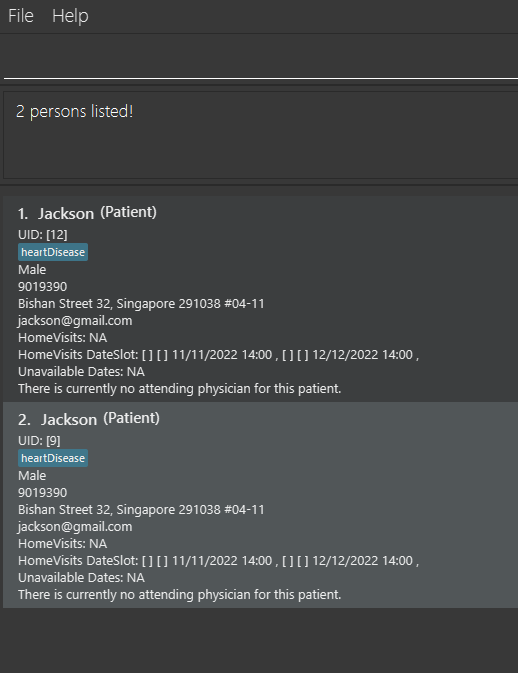 File Help
2 persons listed!
1. Jackson (Patient)
UID: [12]
heartDisease
Male
9019390
Bishan Street 32, Singapore 291038 #04-11
jackson@gmail.com
HomeVisits: NA
HomeVisits DateSlot: [ ] [ ] 11/11/2022 14:00 , [ ] [ ] 12/12/2022 14:00 ,
Unavailable Dates: NA
There is currently no attending physician for this patient.
2. Jackson (Patient)
UID: [9]
heartDisease
Male
9019390
Bishan Street 32, Singapore 291038 #04-11
jackson@gmail.com
HomeVisits: NA
HomeVisits DateSlot: [ ] [ ] 11/11/2022 14:00 , [ ] [ ] 12/12/2022 14:00 ,
Unavailable Dates: NA
There is currently no attending physician for this patient.